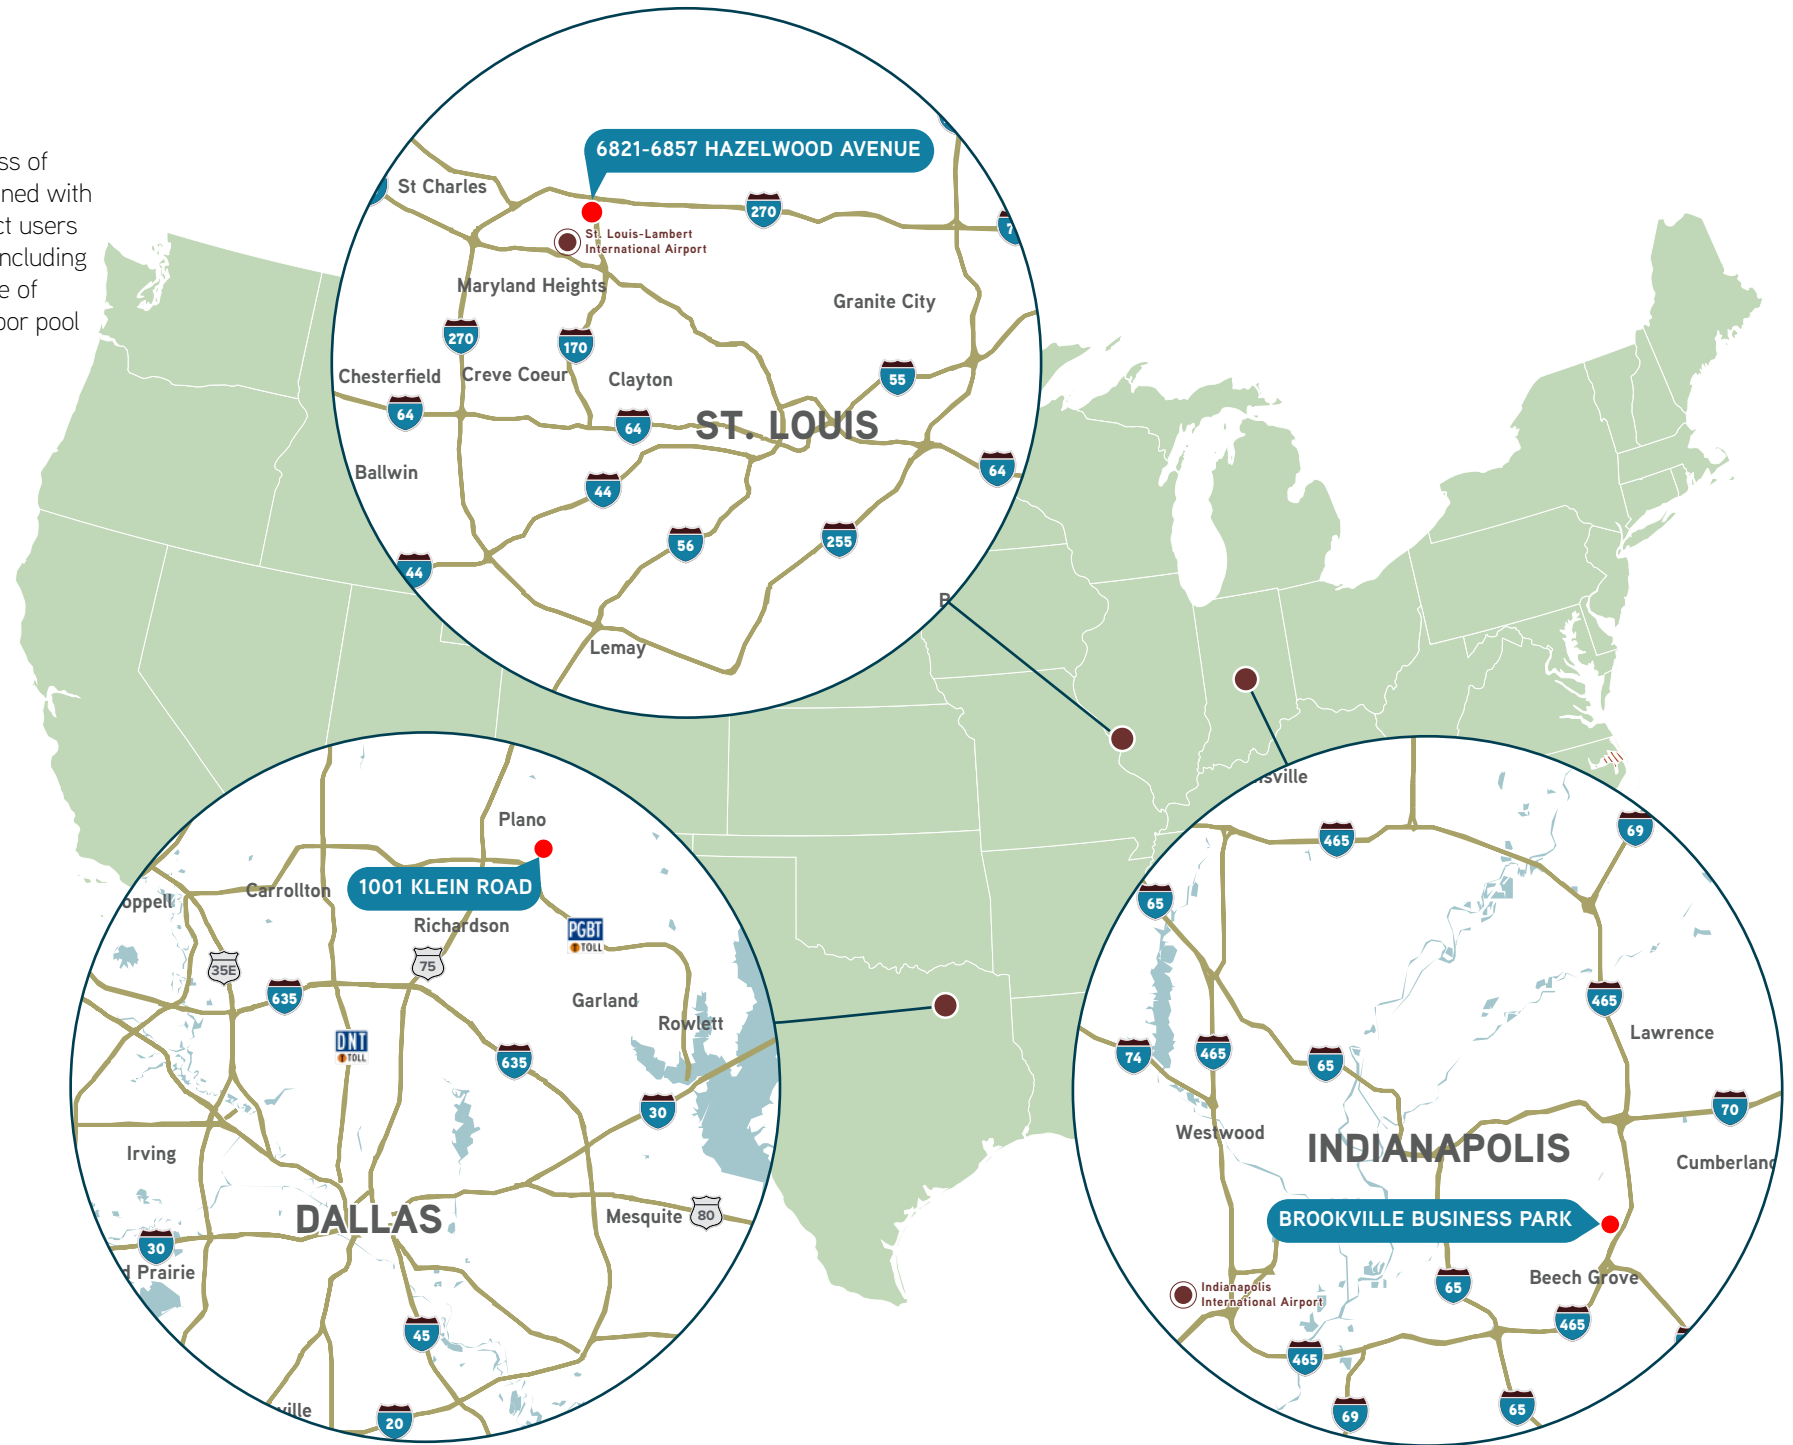 ss of
ned with
ct users
ncluding
e of
oor pool
6821-6857 HAZELWOOD AVENUE
St Charles
270
St. Louis-Lambert
International Airport
Maryland Heights
Granite City
270
170
55
Chesterfield
Creve Coeur
Clayton
64
64
ST. LOUIS
Ballwin
64
44
56
255
44
Lemay
Plano
1001 KLEIN ROAD
Carrollton
oppell
Richardson
PGBT
TOLL
35E
75
635
Garland
Rowlett
DNT
TOLL
635
30
Irving
DALLAS
Mesquite
80
30
d Prairie
45
ville
20
sville
465
69
65
465
Lawrence
74
465
65
70
Westwood
INDIANAPOLIS
Cumberland
BROOKVILLE BUSINESS PARK
Beech Grove
Indianapolis
International Airport
65
465
465
69
65